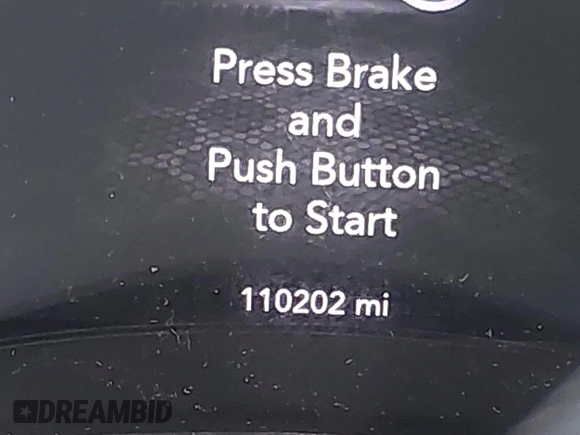 Press Brake
and
Push Button
to Start
110202 mi
DREAMBID